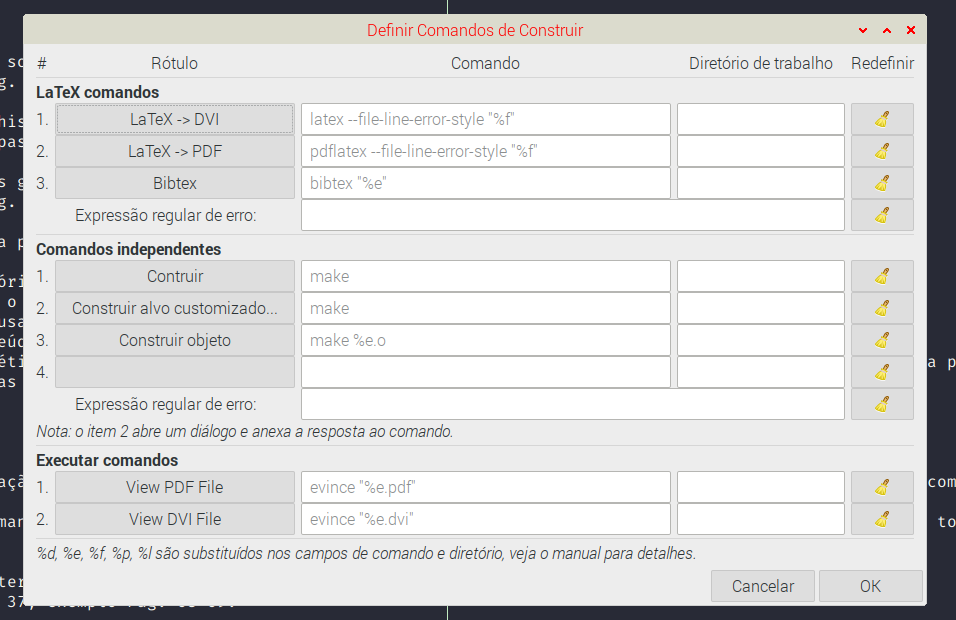 Definir Comandos de Construir
# Rótulo Comando Diretório de trabalho Redefinir
LaTeX comandos
1. LaTeX -> DVI latex --file-line-error-style "%f"
2. LaTeX -> PDF pdflatex --file-line-error-style "%f"
3. Bibtex bibtex "%e"
Expressão regular de erro:
Comandos independentes
1. Contruir make
2. Construir alvo customizado... make
3. Construir objeto make %e.o
4.
Expressão regular de erro:
Nota: o item 2 abre um diálogo e anexa a resposta ao comando.
Executar comandos
1. View PDF File evince "%e.pdf"
2. View DVI File evince "%e.dvi"
%d, %e, %f, %p, %l são substituídos nos campos de comando e diretório, veja o manual para detalhes.
Cancelar OK